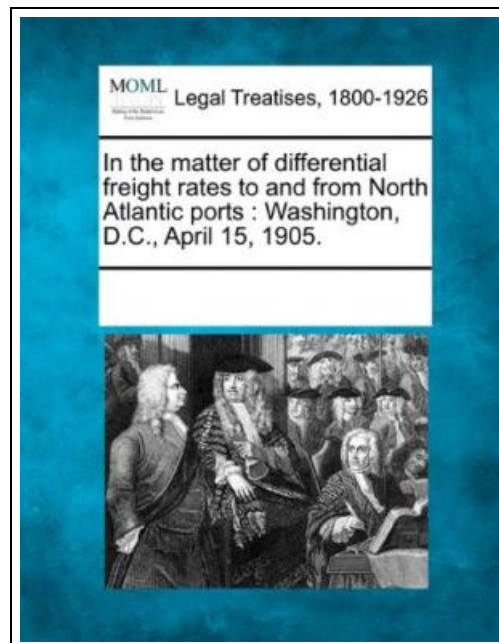 MOML
Legal Treatises, 1800-1926
In the matter of differential
freight rates to and from North
Atlantic ports : Washington,
D.C., April 15, 1905.